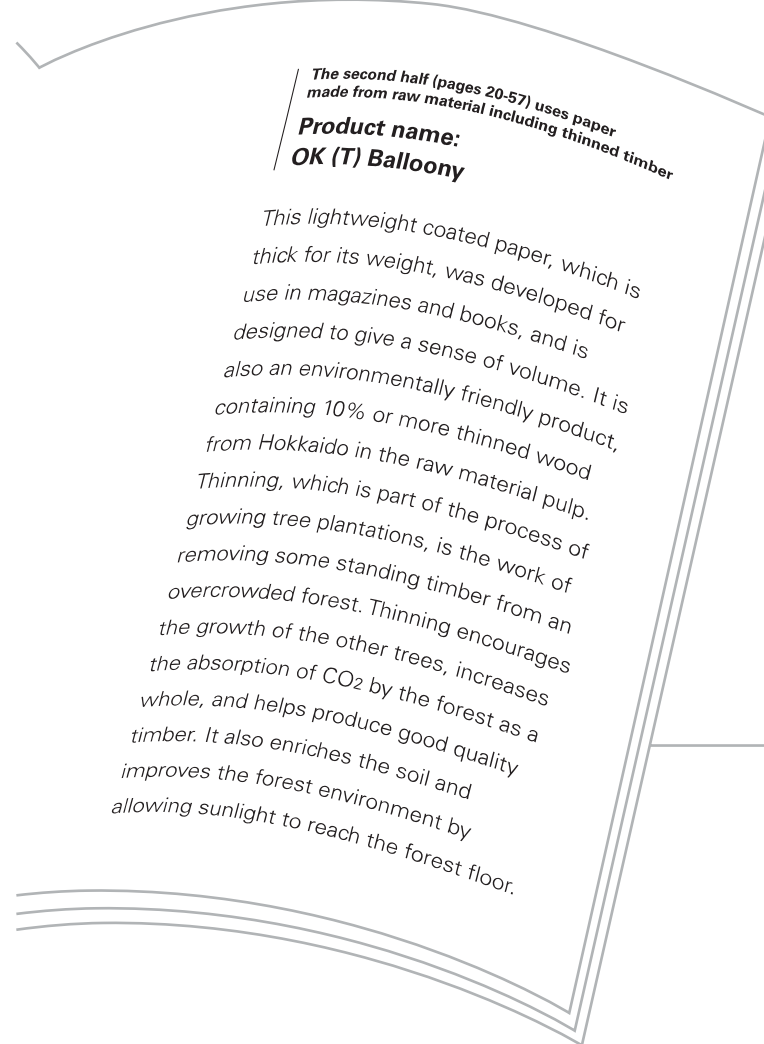 The second half (pages 20-57) uses paper
made from raw material including thinned timber
Product name:
OK (T) Balloony
This lightweight coated paper, which is
thick for its weight, was developed for
use in magazines and books, and is
designed to give a sense of volume. It is
also an environmentally friendly product,
containing 10% or more thinned wood
from Hokkaido in the raw material pulp.
Thinning, which is part of the process of
growing tree plantations, is the work of
removing some standing timber from an
overcrowded forest. Thinning encourages
the growth of the other trees, increases
the absorption of CO2 by the forest as a
whole, and helps produce good quality
timber. It also enriches the soil and
improves the forest environment by
allowing sunlight to reach the forest floor.